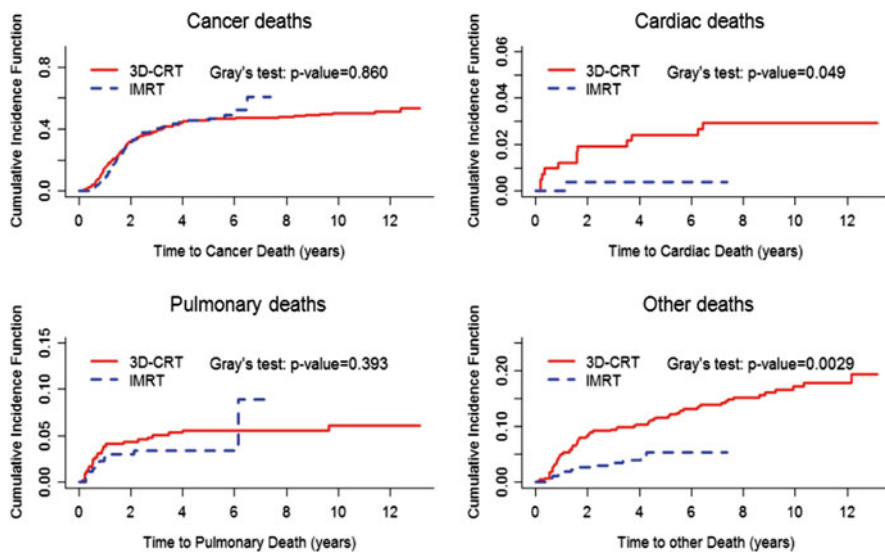 Cancer deaths
Cumulative Incidence Function
0.8
0.4
0.0
3D-CRT
IMRT
Gray's test: p-value=0.860
0 2 4 6 8 10 12
Time to Cancer Death (years)
Cardiac deaths
Cumulative Incidence Function
0.06
0.04
0.02
0.00
3D-CRT
IMRT
Gray's test: p-value=0.049
0 2 4 6 8 10 12
Time to Cardiac Death (years)
Pulmonary deaths
Cumulative Incidence Function
0.15
0.10
0.05
0.00
3D-CRT
IMRT
Gray's test: p-value=0.393
0 2 4 6 8 10 12
Time to Pulmonary Death (years)
Other deaths
Cumulative Incidence Function
0.20
0.10
0.00
3D-CRT
IMRT
Gray's test: p-value=0.0029
0 2 4 6 8 10 12
Time to other Death (years)